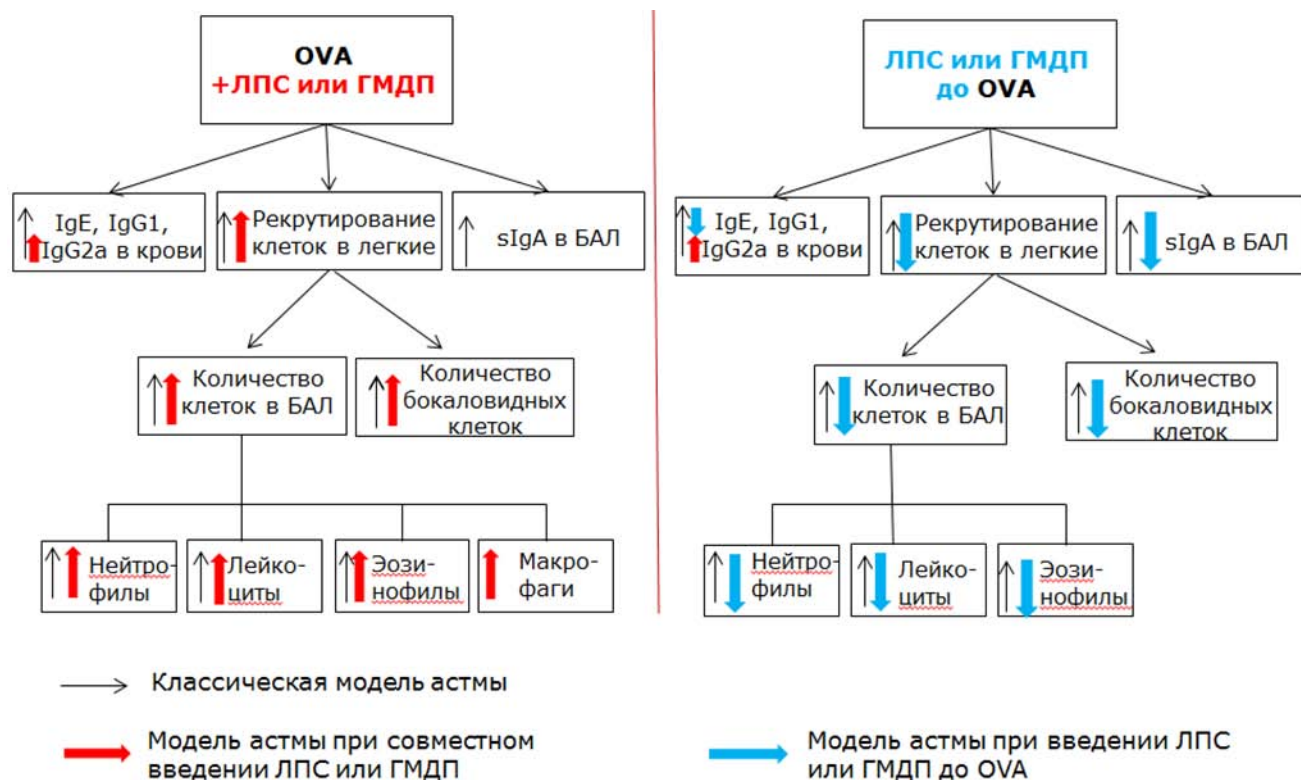 OVA
+ЛПС или ГМДП
IgE, IgG1,
IgG2a в крови
Рекрутирование
клеток в легкие
sIgA в БАЛ
Количество
клеток в БАЛ
Количество
бокаловидных
клеток
Нейтро-
филы
Лейко-
циты
Эози-
нофилы
Макро-
фаги
ЛПС или ГМДП
до OVA
IgE, IgG1,
IgG2a в крови
Рекрутирование
клеток в легкие
sIgA в БАЛ
Количество
клеток в БАЛ
Количество
бокаловидных
клеток
Нейтро-
филы
Лейко-
циты
Эози-
нофилы
Классическая модель астмы
Модель астмы при совместном
введении ЛПС или ГМДП
Модель астмы при введении ЛПС
или ГМДП до OVA